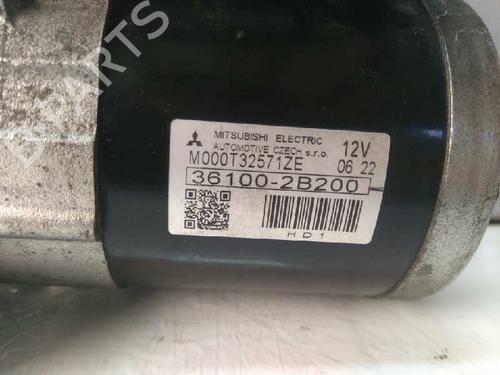 MITSUBISHI ELECTRIC
AUTOMOTIVE CZECH s.r.o. 12V
M000T32571ZE 06 22
36100-2B200
HD1
PARTS